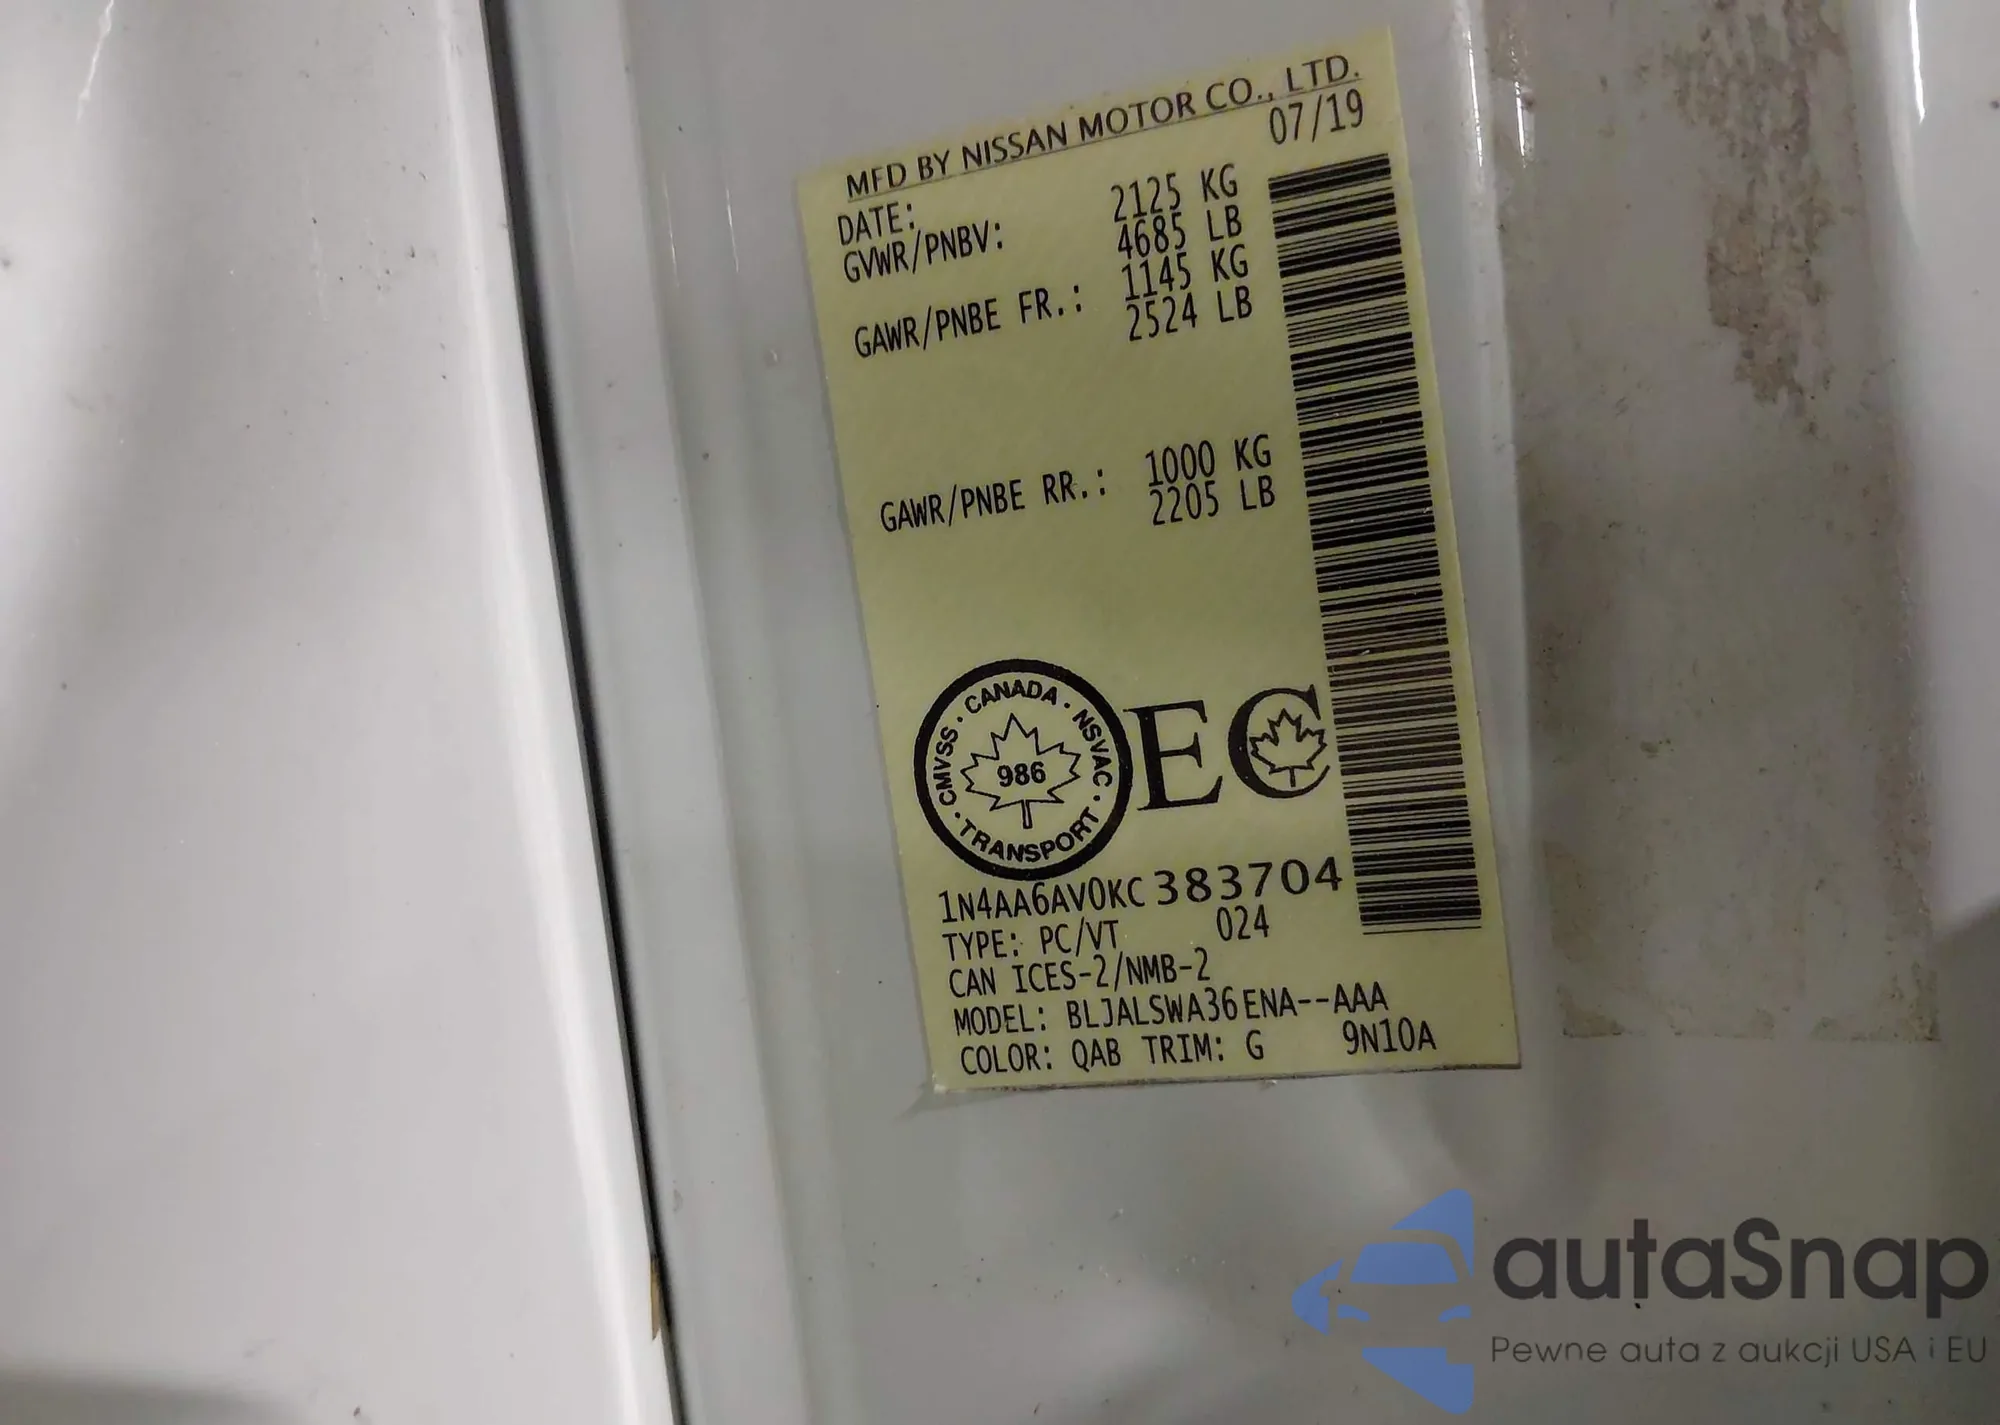 MFD BY NISSAN MOTOR CO., LTD.
DATE: 07/19
GVWR/PNBV: 2125 KG
4685 LB
GAWR/PNBE FR.: 1145 KG
2524 LB
GAWR/PNBE RR.: 1000 KG
2205 LB
CANADA · NSVAC · TRANSPORT · CMVSS ·
986
EC
1N4AA6AV0KC383704
TYPE: PC/VT 024
CAN ICES-2/NMB-2
MODEL: BLJALSWA36ENA--AAA
COLOR: QAB TRIM: G 9N10A
autaSnap
Pewne auta z aukcji USA i EU